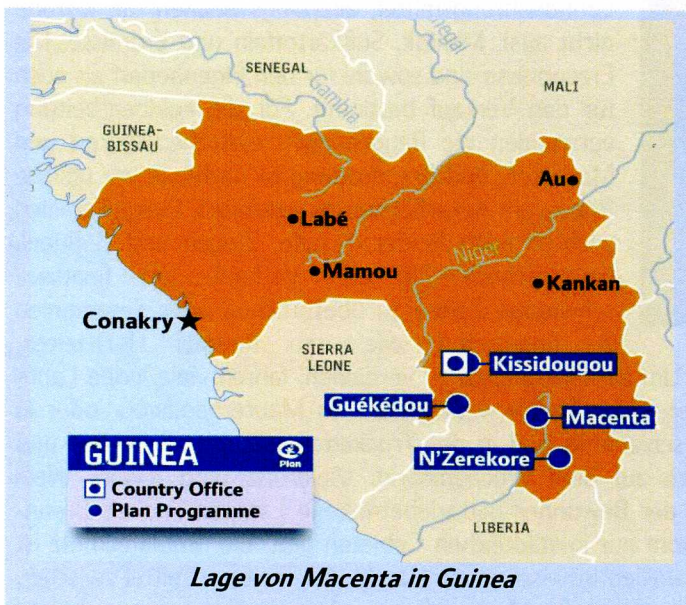 SENEGAL
Senegal
Gambia
MALI
GUINEA-
BISSAU
Au
Labé
Niger
Mamou
Kankan
Conakry
SIERRA
LEONE
Kissidougou
Guékédou
Macenta
N'Zerekore
GUINEA
Plan
Country Office
Plan Programme
LIBERIA
Lage von Macenta in Guinea